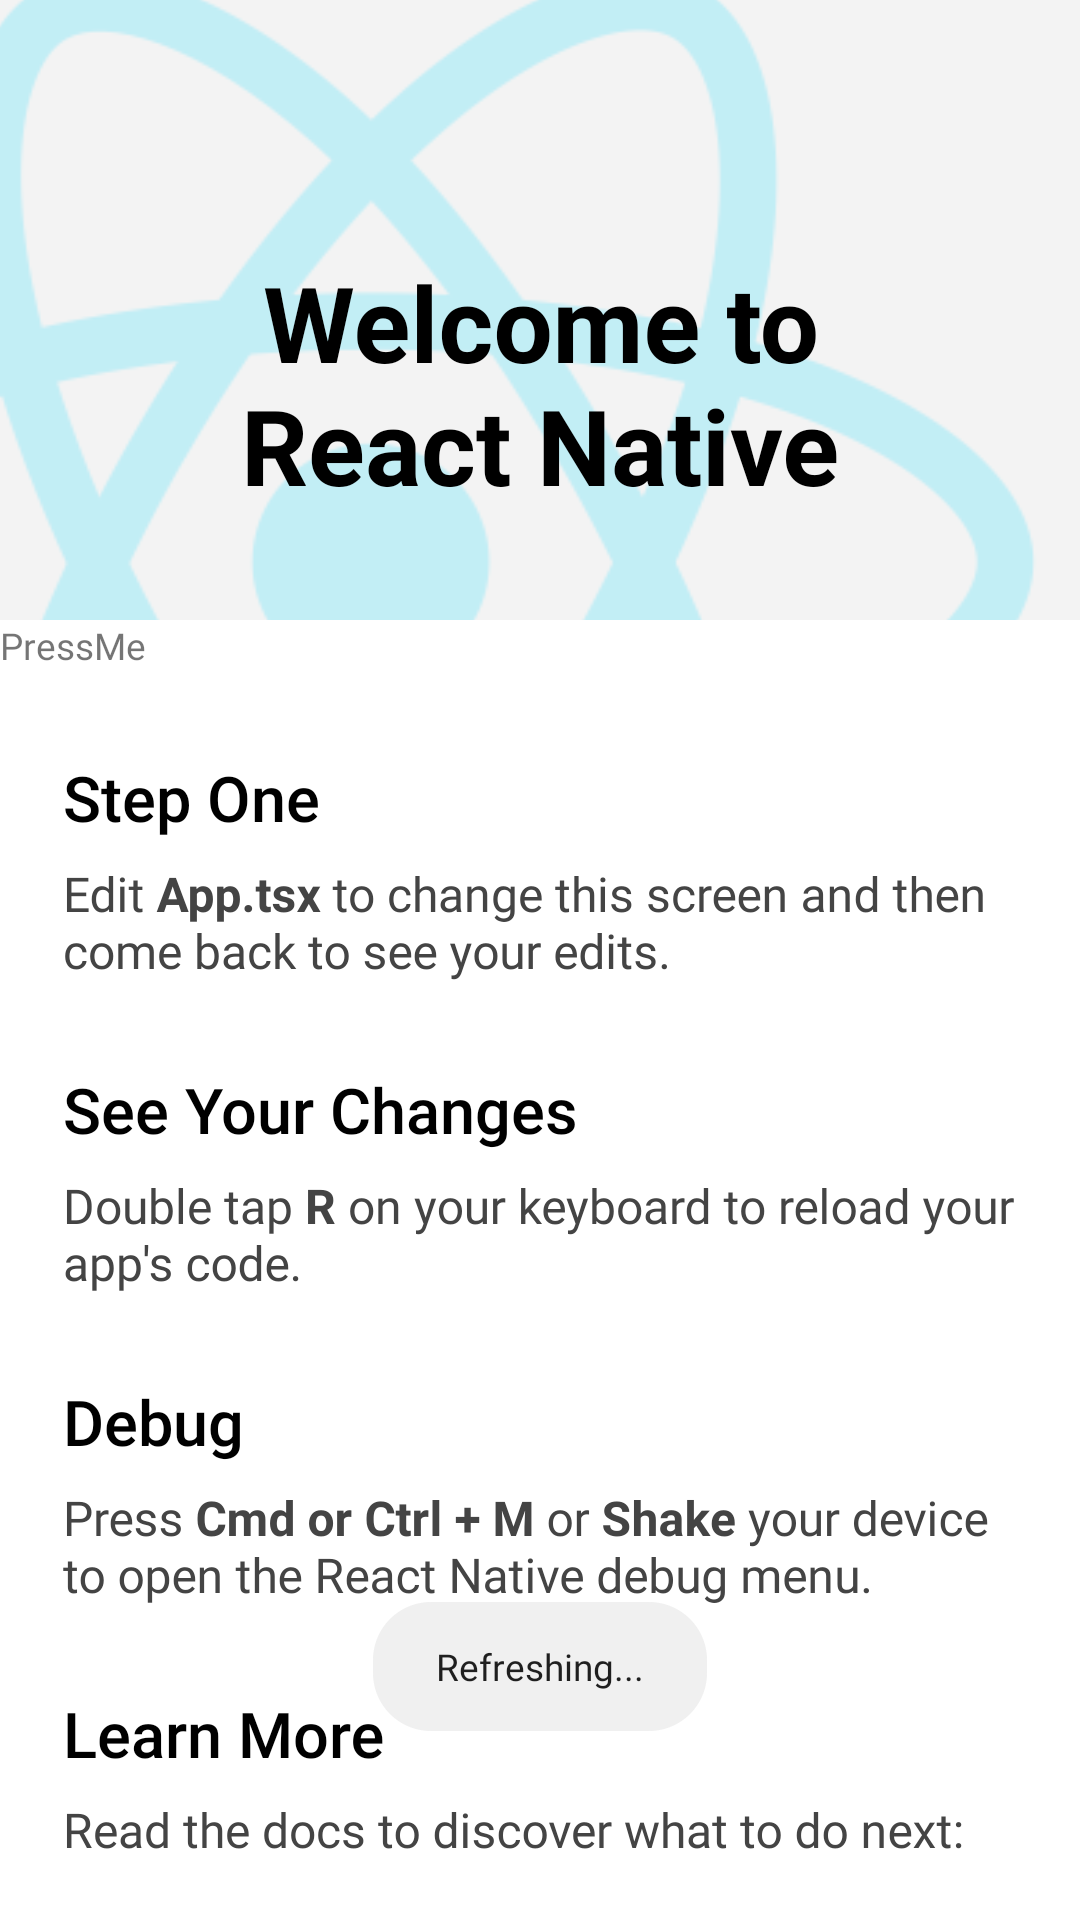 Welcome to
React Native
PressMe
Step One
Edit App.tsx to change this screen and then
come back to see your edits.
See Your Changes
Double tap R on your keyboard to reload your
app's code.
Debug
Press Cmd or Ctrl + M or Shake your device
to open the React Native debug menu.
Refreshing...
Learn More
Read the docs to discover what to do next: